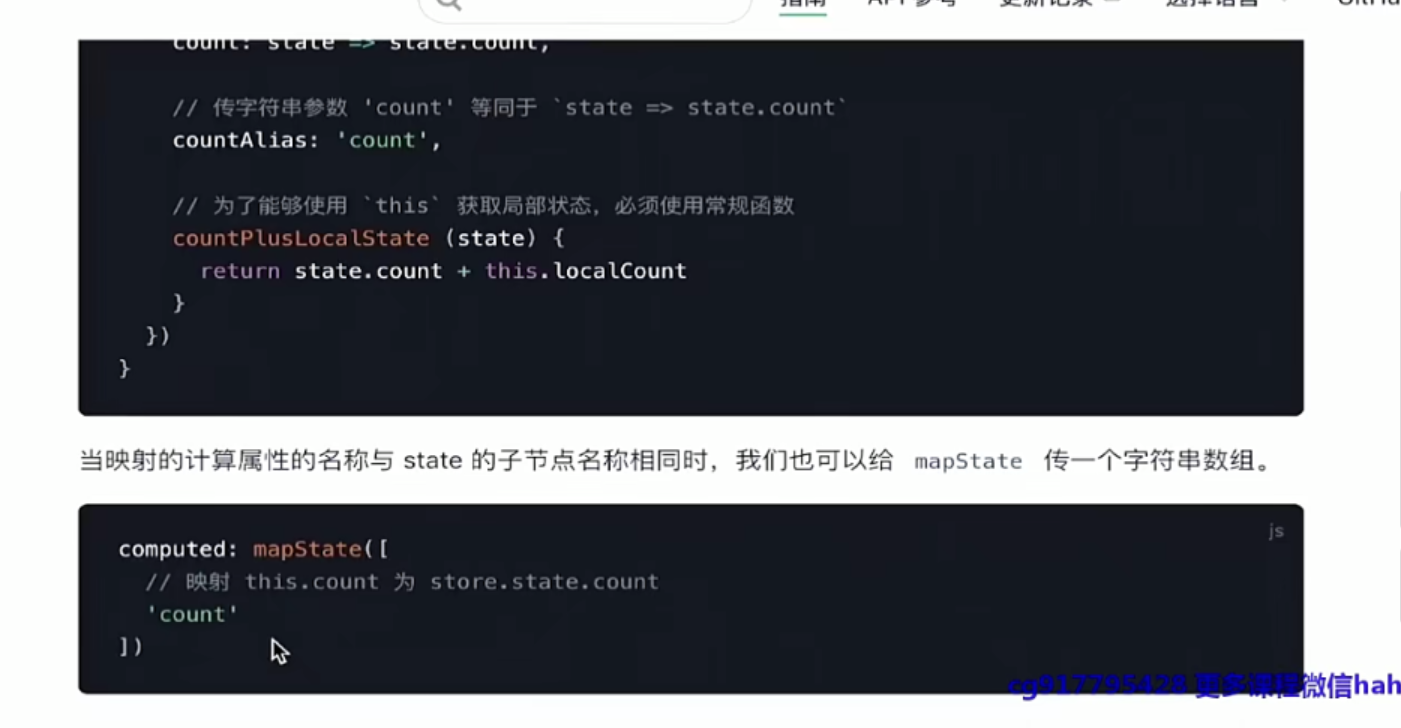 指南 API 参考 更新记录 选择语言 GitHub
count: state => state.count,
// 传字符串参数 'count' 等同于 `state => state.count`
countAlias: 'count',
// 为了能够使用 `this` 获取局部状态，必须使用常规函数
countPlusLocalState (state) {
return state.count + this.localCount
}
})
}
当映射的计算属性的名称与 state 的子节点名称相同时，我们也可以给 mapState 传一个字符串数组。
js
computed: mapState([
// 映射 this.count 为 store.state.count
'count'
])
cg917795428 更多课程微信hah